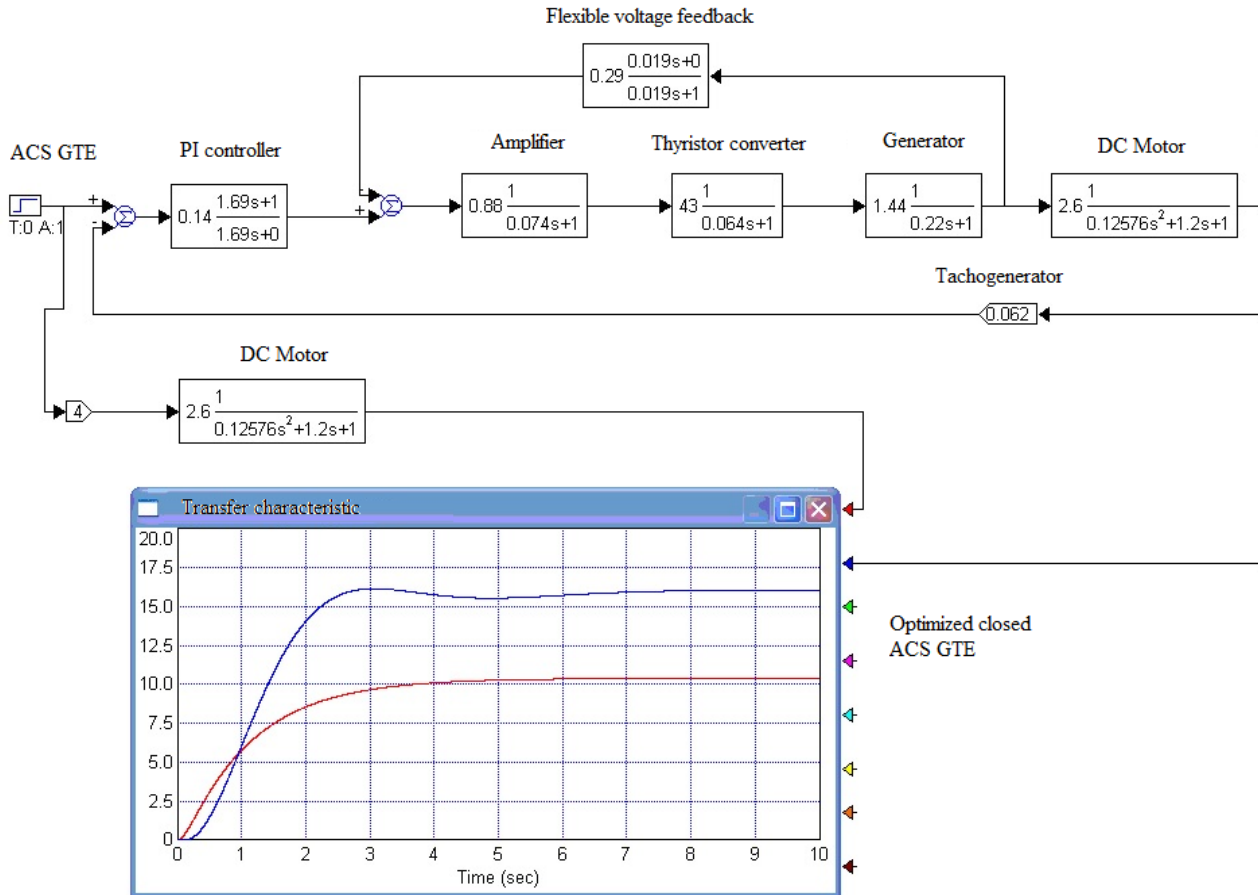 Flexible voltage feedback
0.29 0.019s+0
0.019s+1
ACS GTE
PI controller
Amplifier
Thyristor converter
Generator
DC Motor
T:0 A:1
+
-
Σ
0.14 1.69s+1
1.69s+0
-
+
Σ
0.88 1
0.074s+1
43 1
0.064s+1
1.44 1
0.22s+1
2.6 1
0.12576s²+1.2s+1
Tachogenerator
0.062
DC Motor
4
2.6 1
0.12576s²+1.2s+1
Transfer characteristic
20.0
17.5
15.0
12.5
10.0
7.5
5.0
2.5
0
0 1 2 3 4 5 6 7 8 9 10
Time (sec)
Optimized closed
ACS GTE